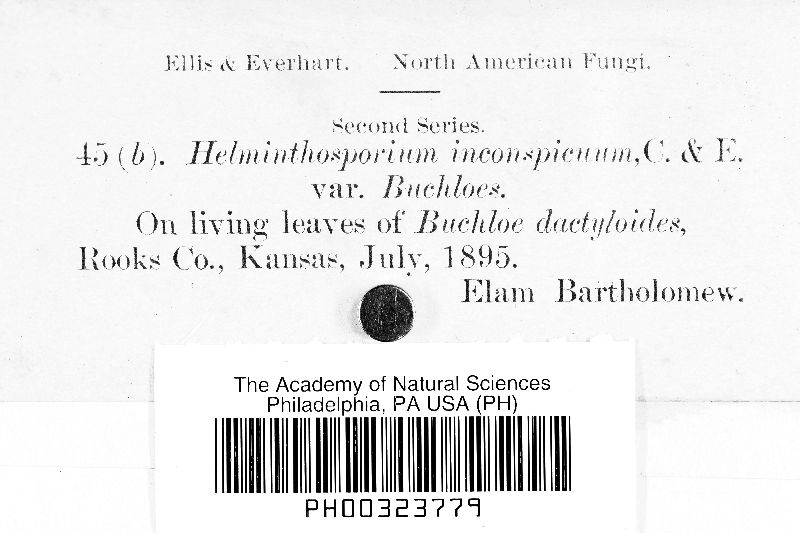 Ellis & Everhart. North American Fungi.
Second Series.
45 (b). Helminthosporium inconspicuum, C. & E.
var. Buchloes.
On living leaves of Buchloe dactyloides,
Rooks Co., Kansas, July, 1895.
Elam Bartholomew.
The Academy of Natural Sciences
Philadelphia, PA USA (PH)
PH00323779